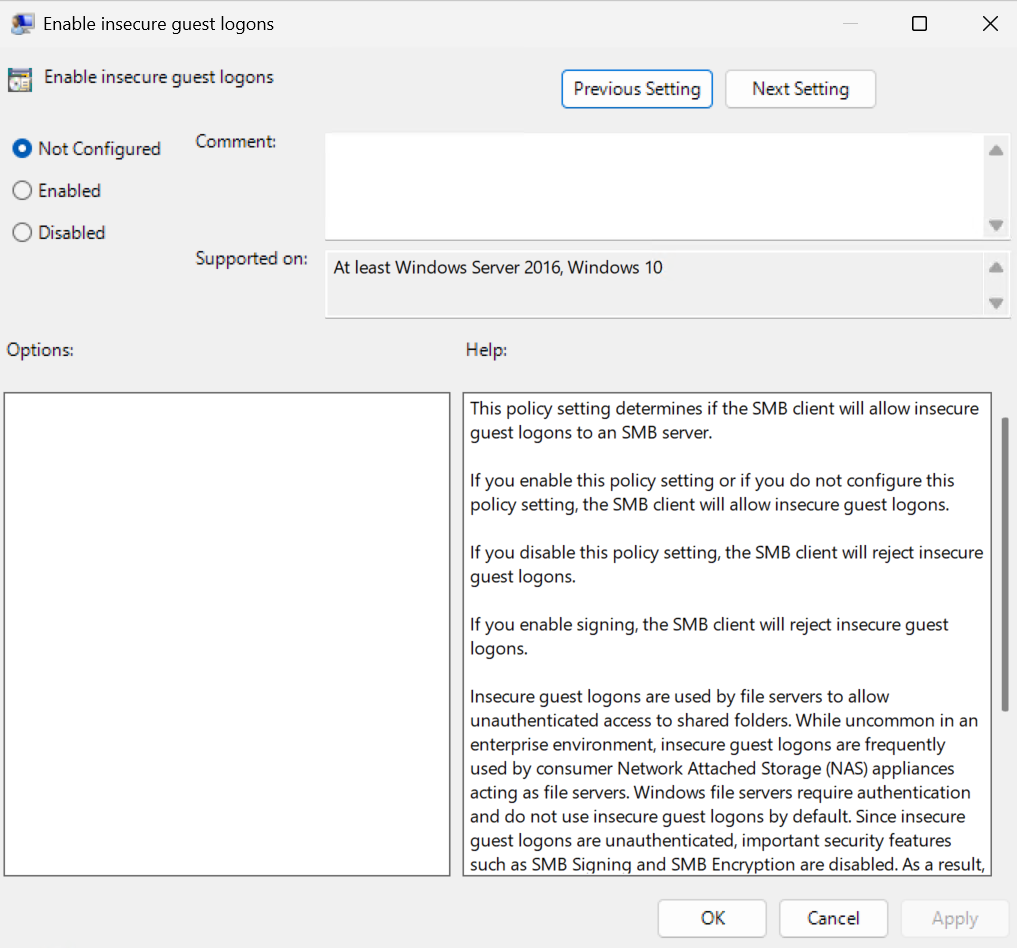 Enable insecure guest logons
Enable insecure guest logons
Previous Setting
Next Setting
Not Configured
Enabled
Disabled
Comment:
Supported on:
At least Windows Server 2016, Windows 10
Options:
Help:
This policy setting determines if the SMB client will allow insecure
guest logons to an SMB server.
If you enable this policy setting or if you do not configure this
policy setting, the SMB client will allow insecure guest logons.
If you disable this policy setting, the SMB client will reject insecure
guest logons.
If you enable signing, the SMB client will reject insecure guest
logons.
Insecure guest logons are used by file servers to allow
unauthenticated access to shared folders. While uncommon in an
enterprise environment, insecure guest logons are frequently
used by consumer Network Attached Storage (NAS) appliances
acting as file servers. Windows file servers require authentication
and do not use insecure guest logons by default. Since insecure
guest logons are unauthenticated, important security features
such as SMB Signing and SMB Encryption are disabled. As a result,
OK
Cancel
Apply